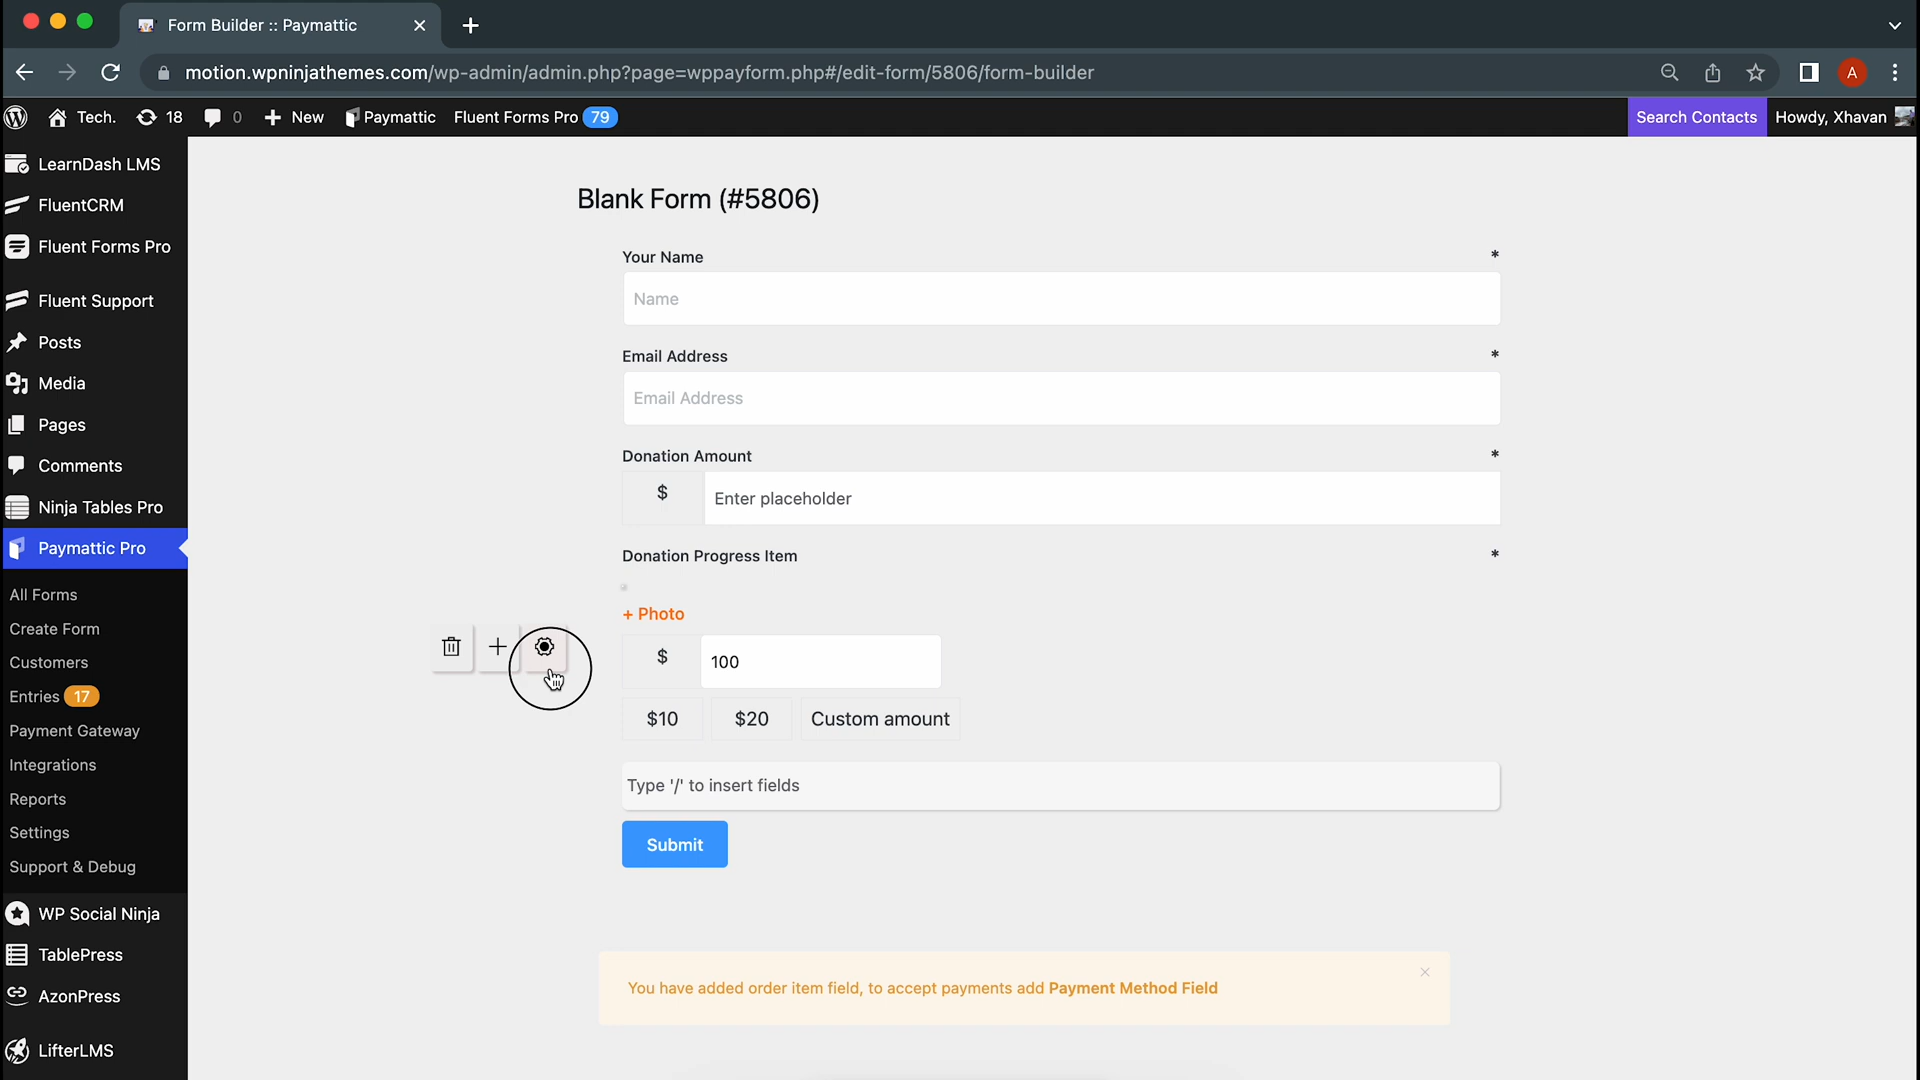 Form Builder :: Paymattic
motion.wpninjathemes.com/wp-admin/admin.php?page=wppayform.php#/edit-form/5806/form-builder
A
Tech. 18 0 New Paymattic Fluent Forms Pro 79 Search Contacts Howdy, Xhavan
LearnDash LMS
FluentCRM
Fluent Forms Pro
Fluent Support
Posts
Media
Pages
Comments
Ninja Tables Pro
Paymattic Pro
All Forms
Create Form
Customers
Entries 17
Payment Gateway
Integrations
Reports
Settings
Support & Debug
WP Social Ninja
TablePress
AzonPress
LifterLMS
Blank Form (#5806)
Your Name *
Name
Email Address *
Email Address
Donation Amount *
$ Enter placeholder
Donation Progress Item *
+ Photo
$ 100
$10 $20 Custom amount
Type '/' to insert fields
Submit
You have added order item field, to accept payments add Payment Method Field